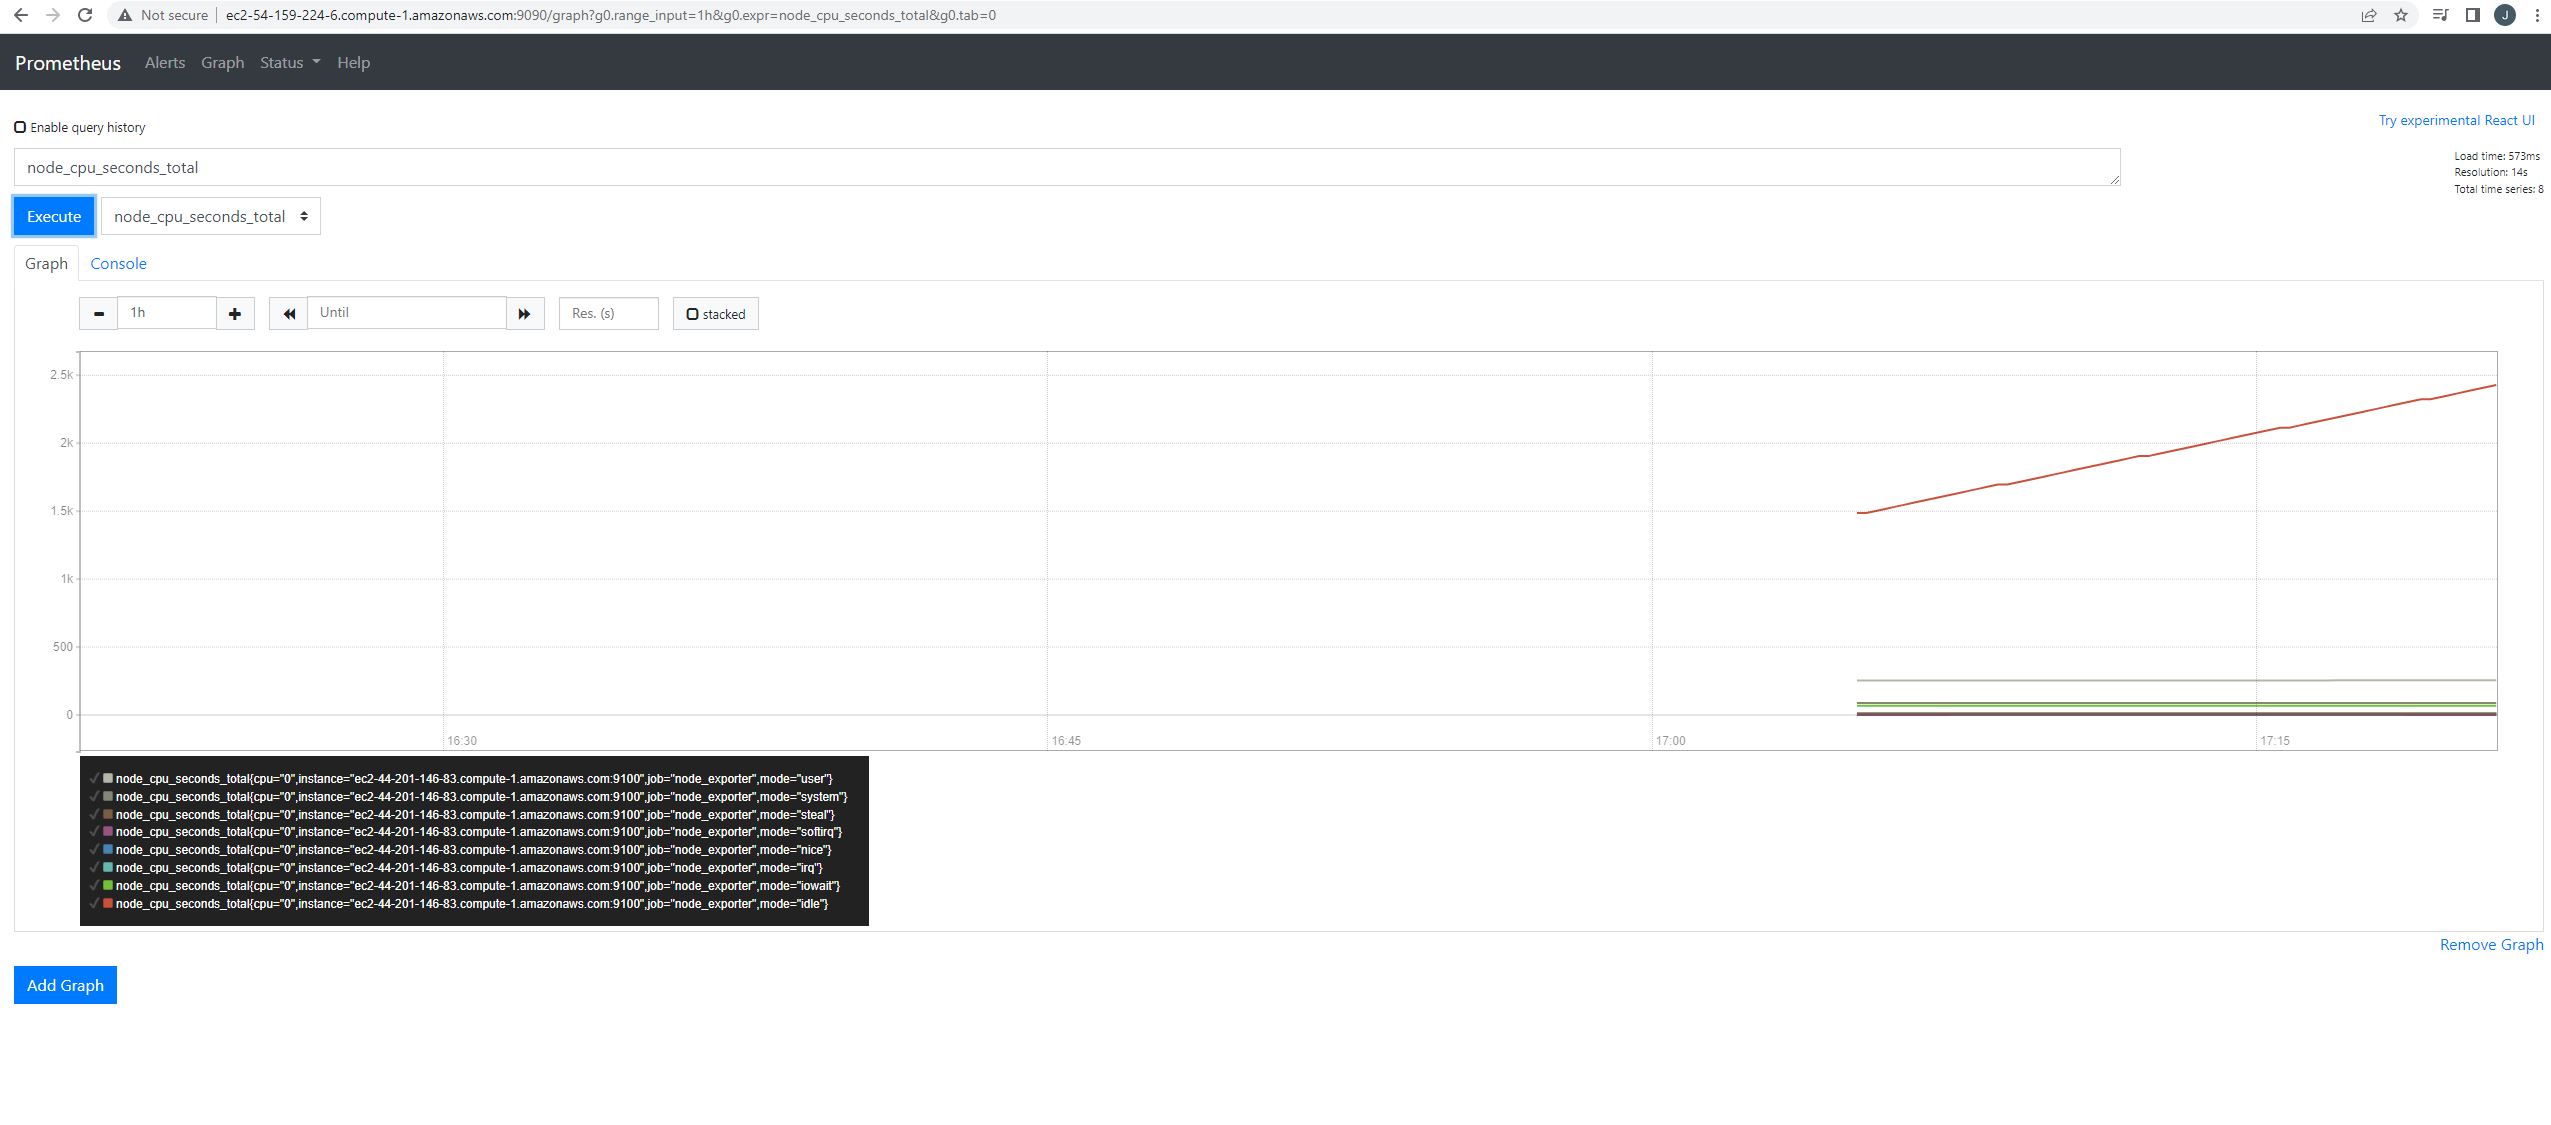 Not secure | ec2-54-159-224-6.compute-1.amazonaws.com:9090/graph?g0.range_input=1h&g0.expr=node_cpu_seconds_total&g0.tab=0 J
Prometheus Alerts Graph Status Help
Enable query history
Try experimental React UI
node_cpu_seconds_total
Load time: 573ms
Resolution: 14s
Total time series: 8
Execute node_cpu_seconds_total
Graph Console
1h Until Res. (s) stacked
2.5k
2k
1.5k
1k
500
0
16:30 16:45 17:00 17:15
node_cpu_seconds_total{cpu="0",instance="ec2-44-201-146-83.compute-1.amazonaws.com:9100",job="node_exporter",mode="user"}
node_cpu_seconds_total{cpu="0",instance="ec2-44-201-146-83.compute-1.amazonaws.com:9100",job="node_exporter",mode="system"}
node_cpu_seconds_total{cpu="0",instance="ec2-44-201-146-83.compute-1.amazonaws.com:9100",job="node_exporter",mode="steal"}
node_cpu_seconds_total{cpu="0",instance="ec2-44-201-146-83.compute-1.amazonaws.com:9100",job="node_exporter",mode="softirq"}
node_cpu_seconds_total{cpu="0",instance="ec2-44-201-146-83.compute-1.amazonaws.com:9100",job="node_exporter",mode="nice"}
node_cpu_seconds_total{cpu="0",instance="ec2-44-201-146-83.compute-1.amazonaws.com:9100",job="node_exporter",mode="irq"}
node_cpu_seconds_total{cpu="0",instance="ec2-44-201-146-83.compute-1.amazonaws.com:9100",job="node_exporter",mode="iowait"}
node_cpu_seconds_total{cpu="0",instance="ec2-44-201-146-83.compute-1.amazonaws.com:9100",job="node_exporter",mode="idle"}
Remove Graph
Add Graph